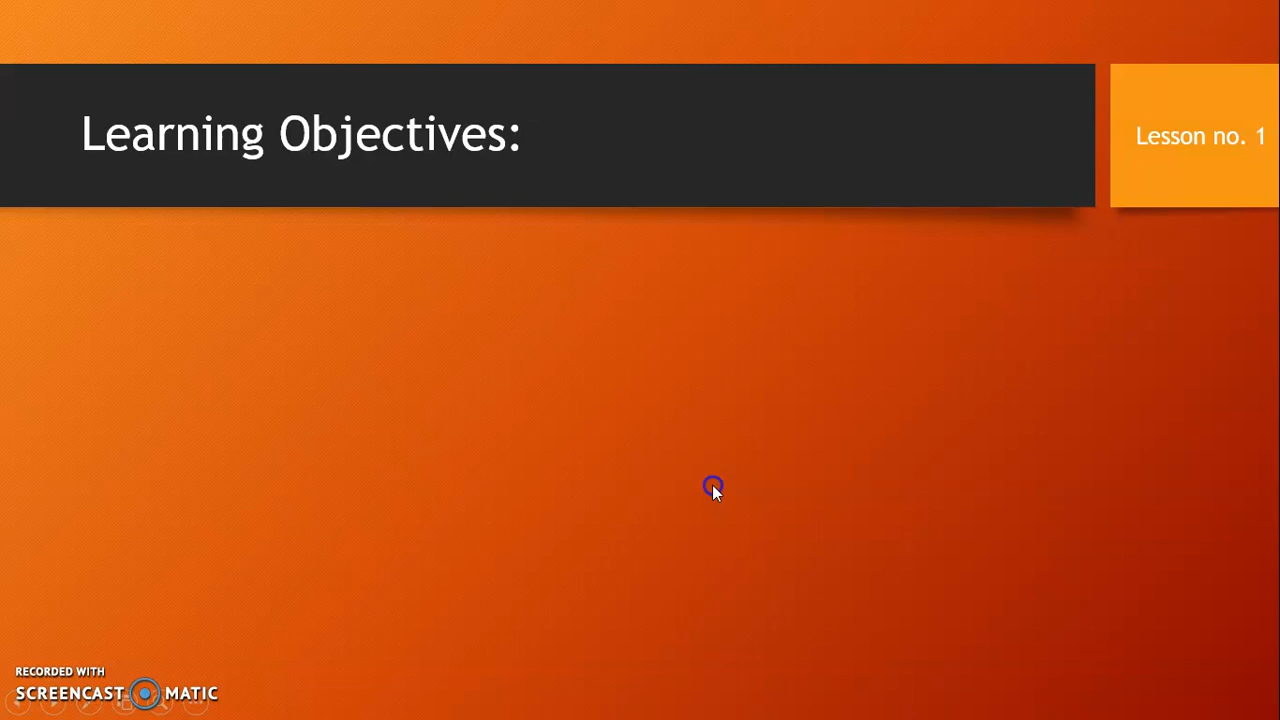 Learning Objectives:
Lesson no. 1
RECORDED WITH
SCREENCAST MATIC